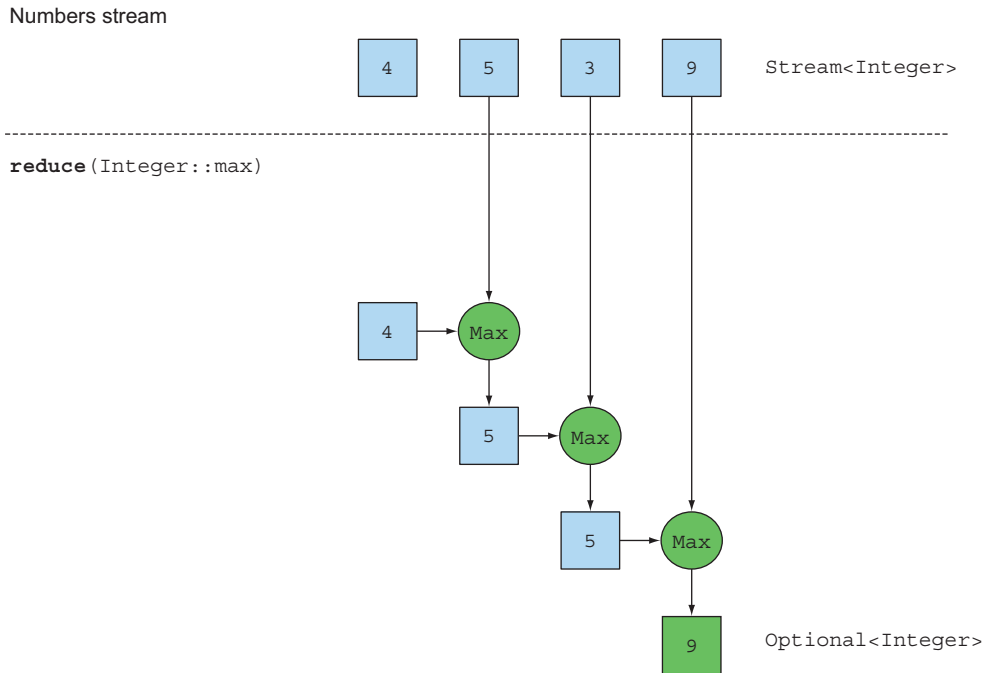 Numbers stream
4 5 3 9 Stream<Integer>
reduce(Integer::max)
4 Max
5 Max
5 Max
9 Optional<Integer>